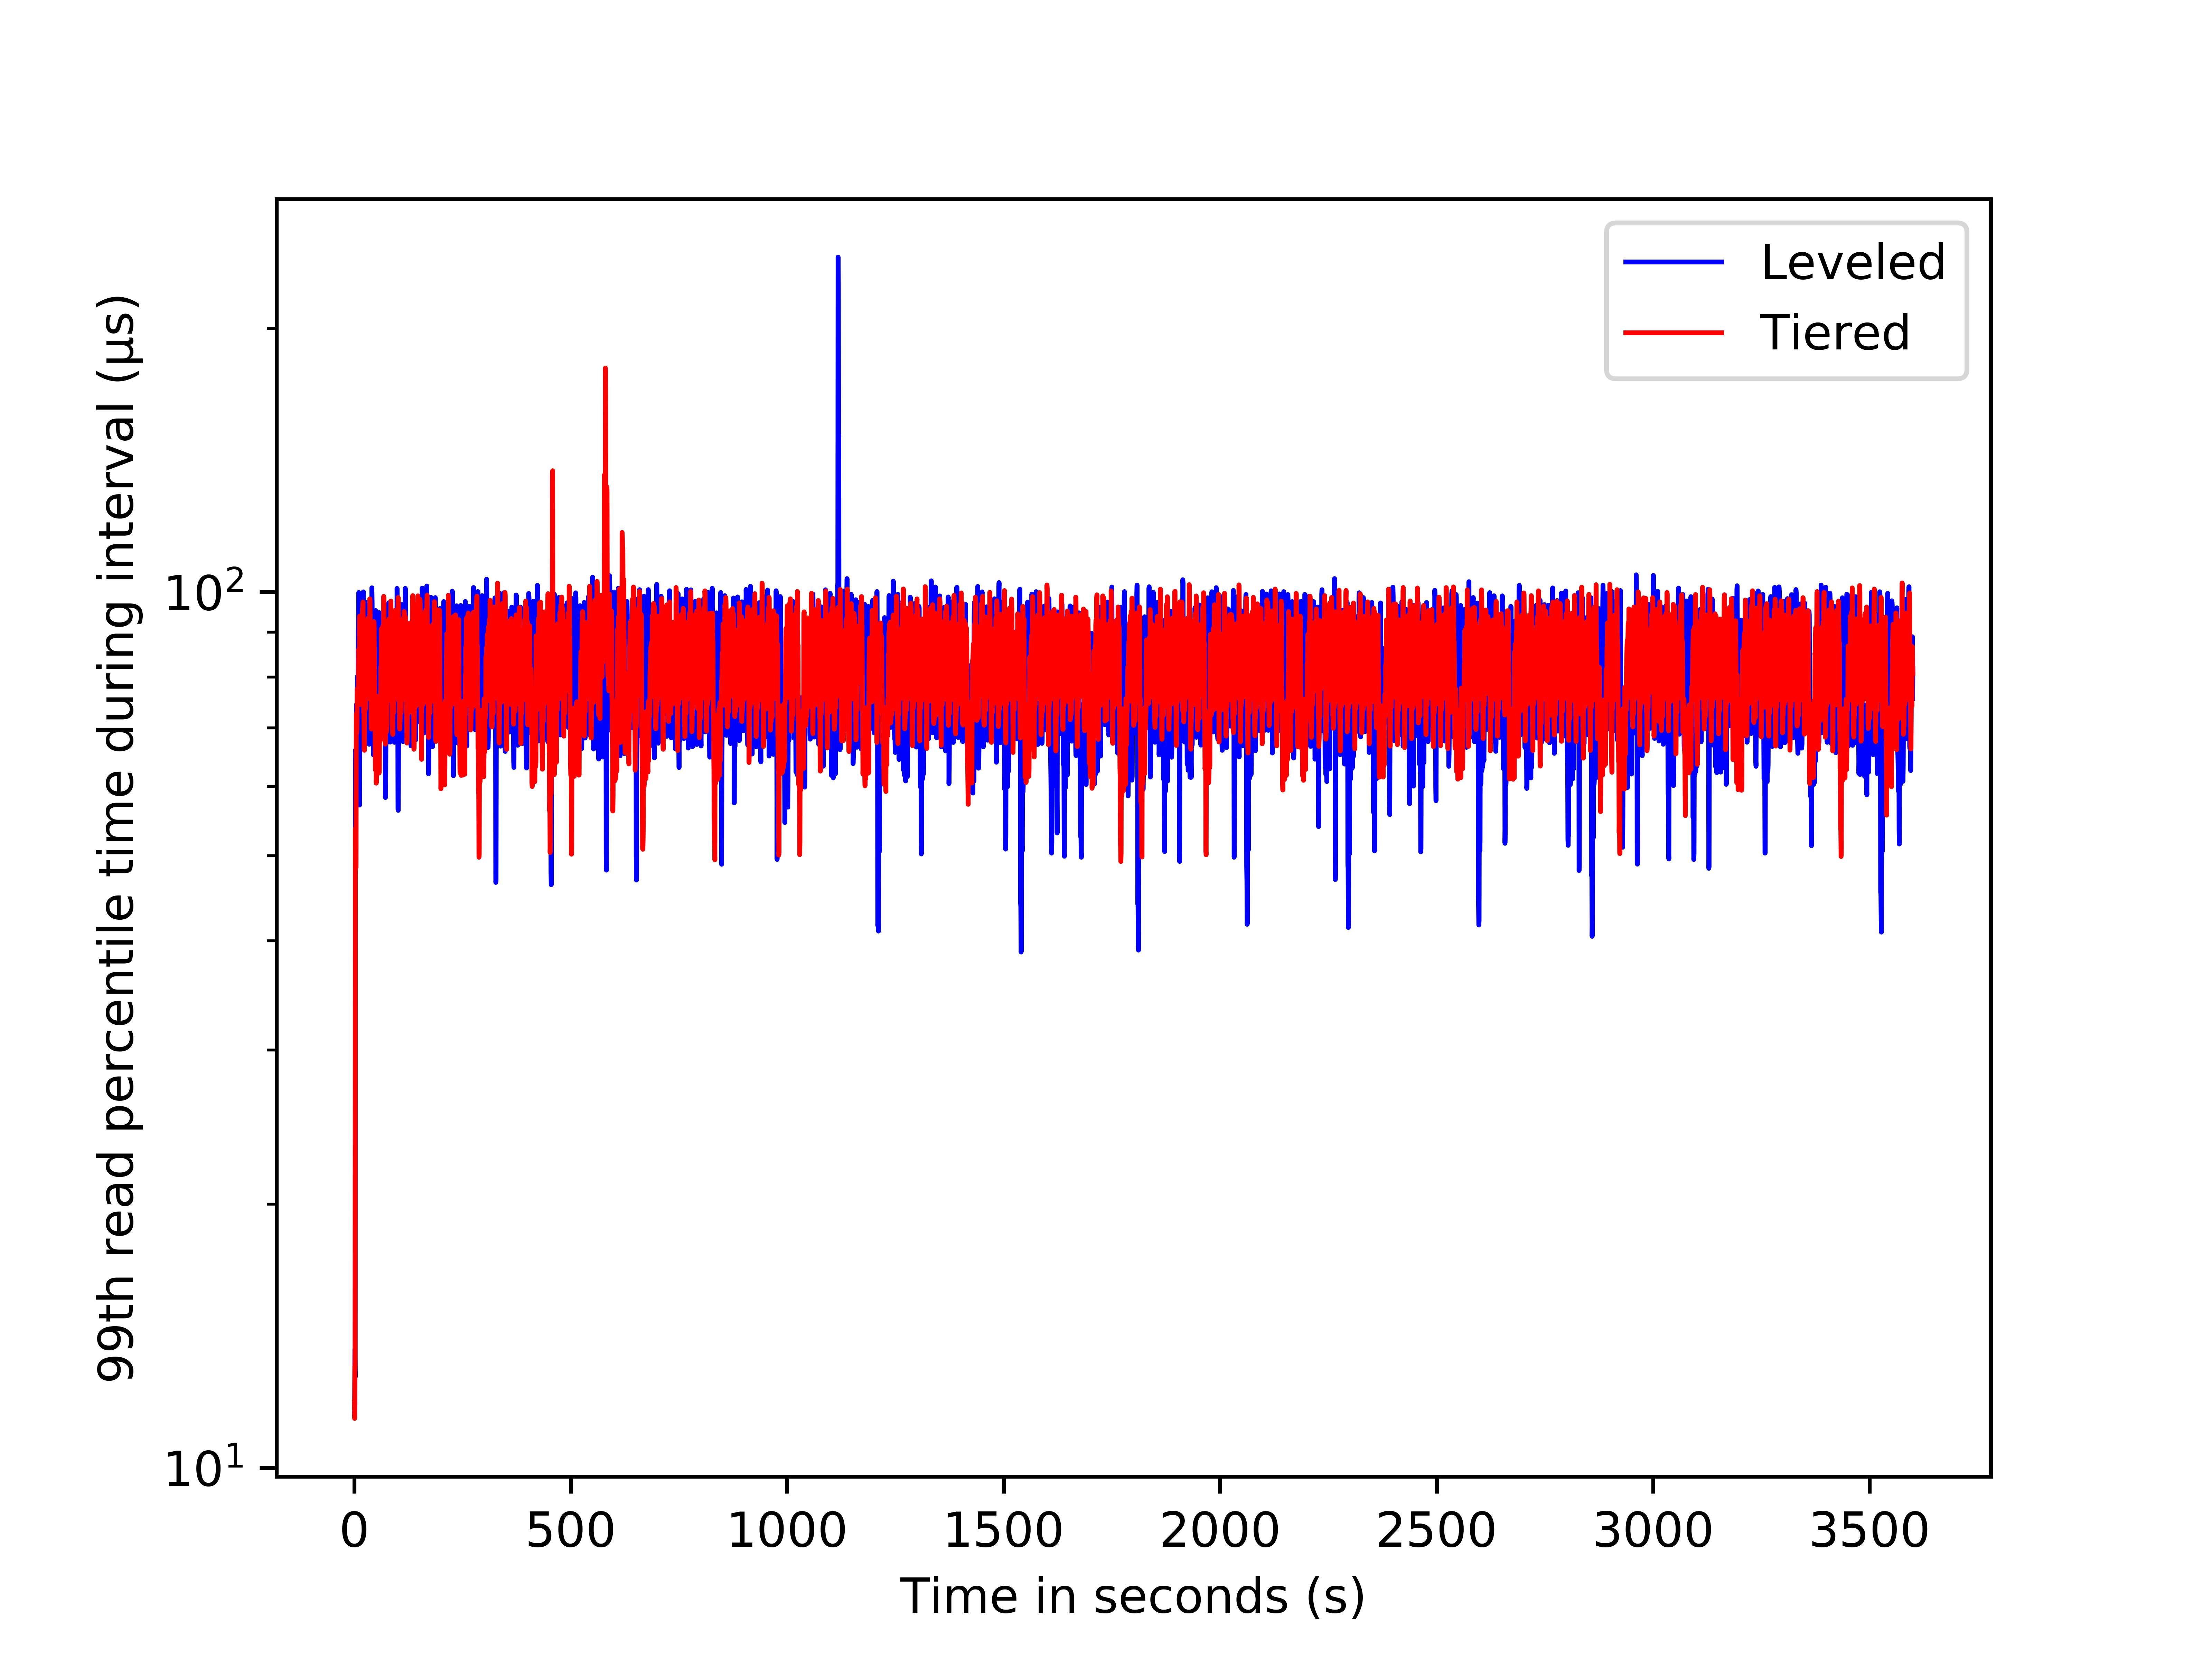 Leveled
Tiered
99th read percentile time during interval (µs)
10²
10¹
0 500 1000 1500 2000 2500 3000 3500
Time in seconds (s)